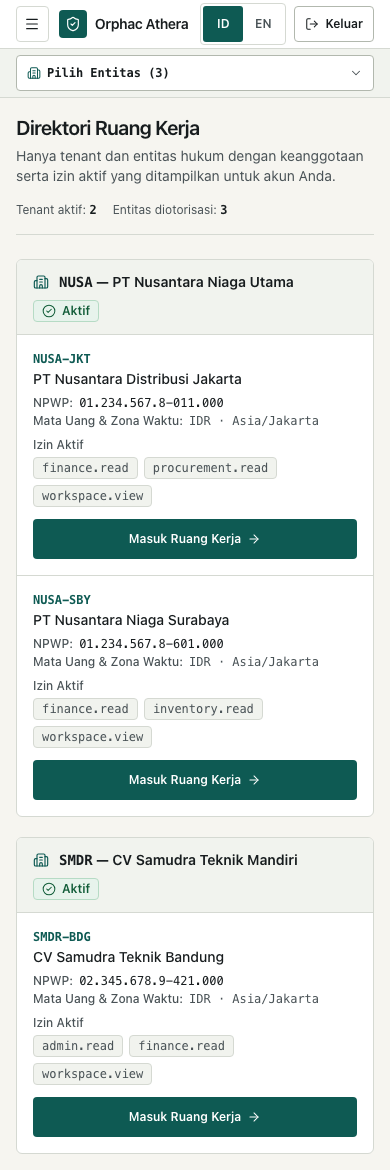 Orphac Athera
ID
EN
Keluar
Pilih Entitas (3)
Direktori Ruang Kerja
Hanya tenant dan entitas hukum dengan keanggotaan
serta izin aktif yang ditampilkan untuk akun Anda.
Tenant aktif: 2 Entitas diotorisasi: 3
NUSA — PT Nusantara Niaga Utama
Aktif
NUSA-JKT
PT Nusantara Distribusi Jakarta
NPWP: 01.234.567.8-011.000
Mata Uang & Zona Waktu: IDR · Asia/Jakarta
Izin Aktif
finance.read procurement.read
workspace.view
Masuk Ruang Kerja →
NUSA-SBY
PT Nusantara Niaga Surabaya
NPWP: 01.234.567.8-601.000
Mata Uang & Zona Waktu: IDR · Asia/Jakarta
Izin Aktif
finance.read inventory.read
workspace.view
Masuk Ruang Kerja →
SMDR — CV Samudra Teknik Mandiri
Aktif
SMDR-BDG
CV Samudra Teknik Bandung
NPWP: 02.345.678.9-421.000
Mata Uang & Zona Waktu: IDR · Asia/Jakarta
Izin Aktif
admin.read finance.read
workspace.view
Masuk Ruang Kerja →